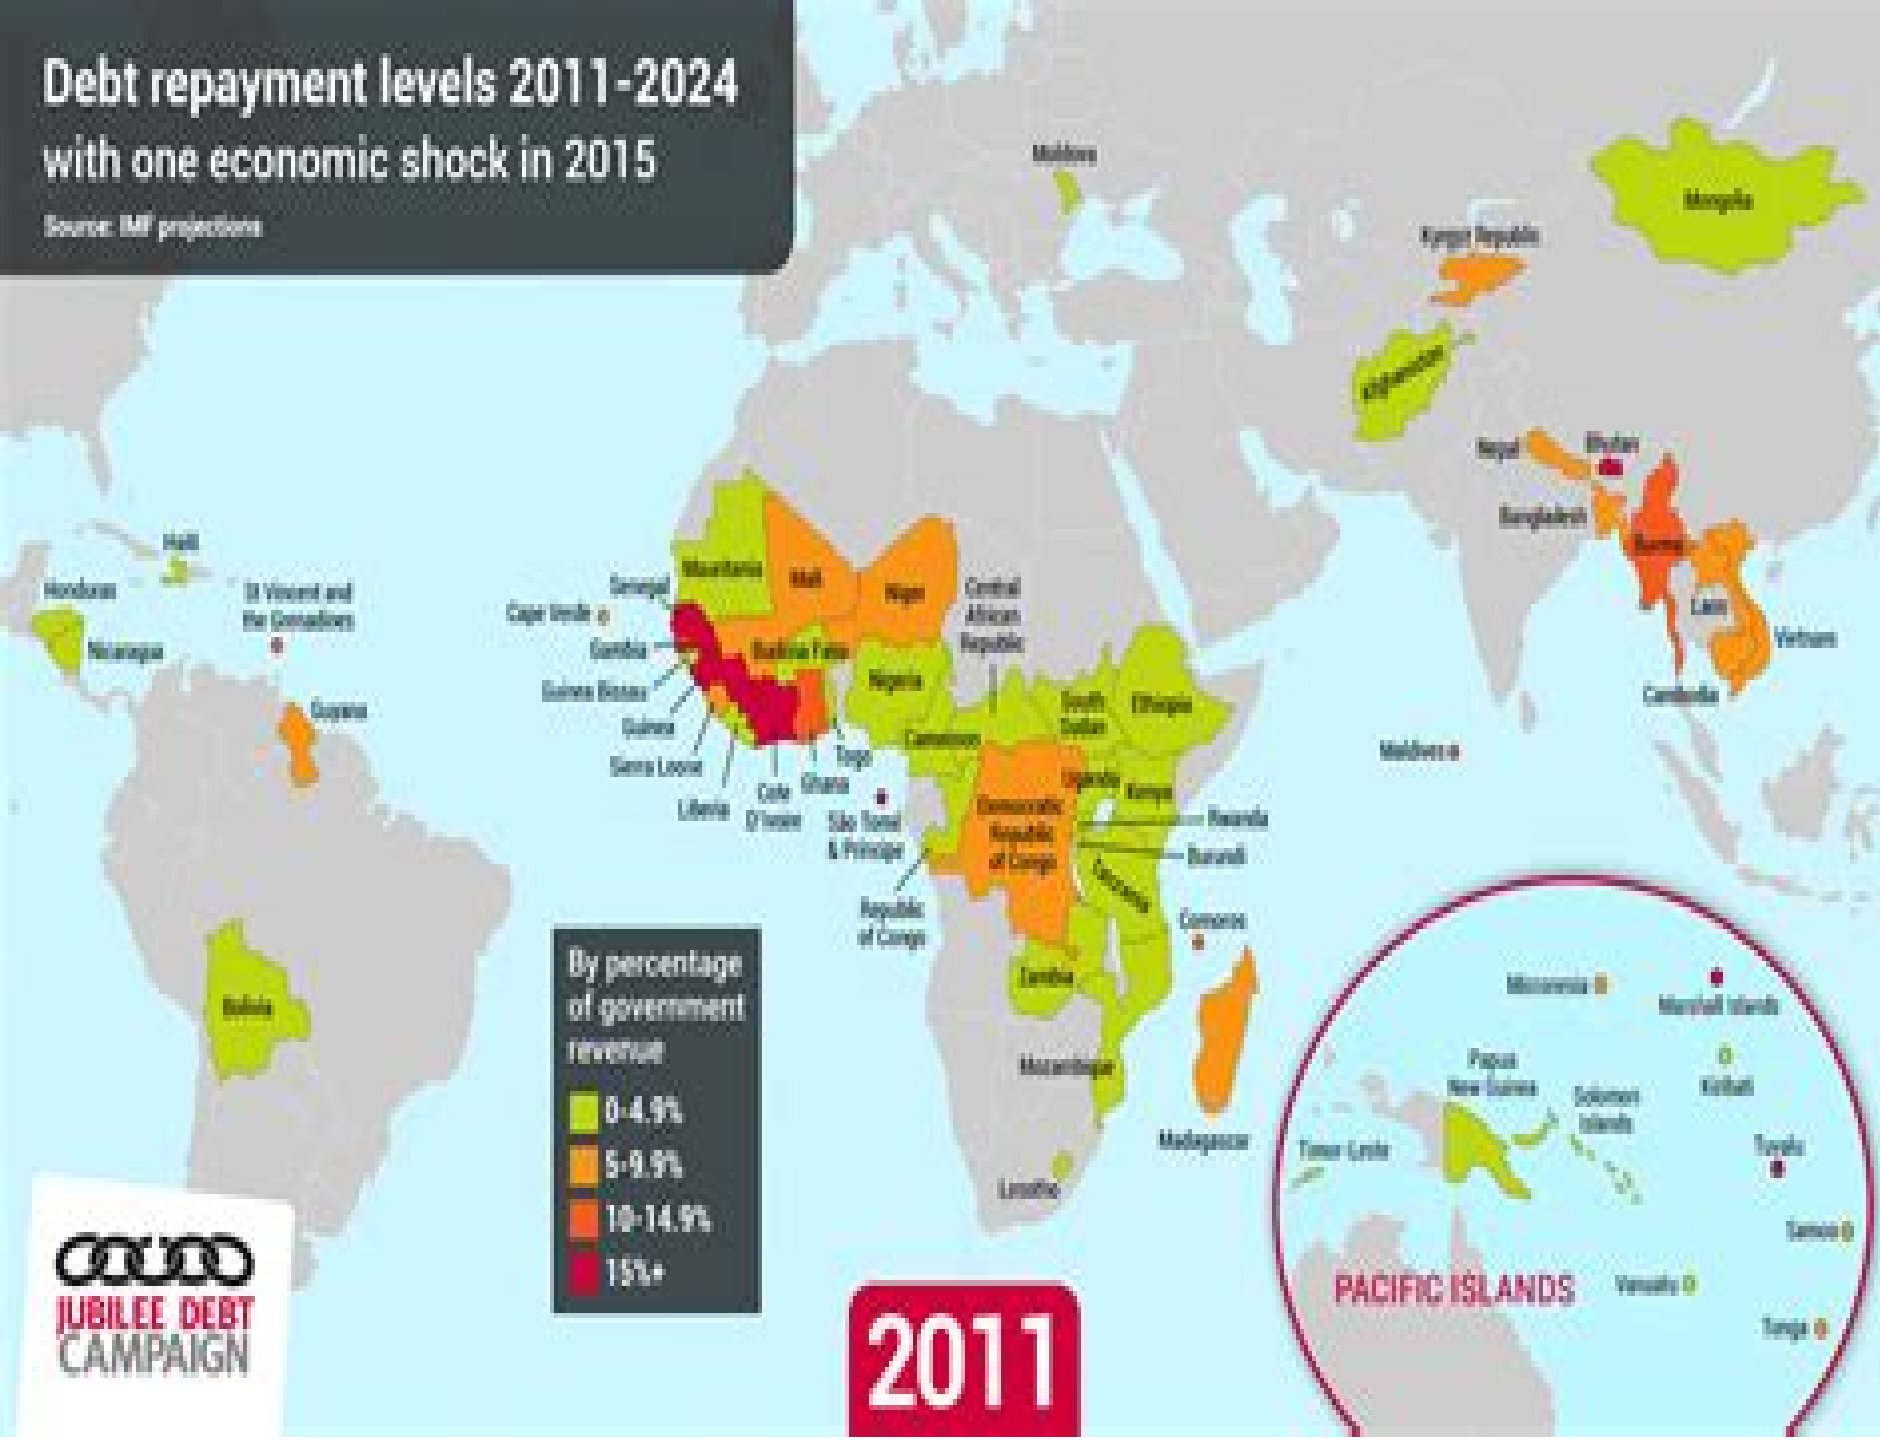 Debt repayment levels 2011-2024
with one economic shock in 2015
Source: IMF projections
Moldova
Mongolia
Kyrgyz Republic
Afghanistan
Nepal
Bhutan
Bangladesh
Burma
Laos
Vietnam
Cambodia
Maldives
Haiti
Honduras
St Vincent and
the Grenadines
Nicaragua
Guyana
Bolivia
Senegal
Mauritania
Mali
Niger
Central
African
Republic
Cape Verde
Gambia
Burkina Faso
Guinea Bissau
Nigeria
South
Sudan
Ethiopia
Guinea
Cameroon
Sierra Leone
Togo
Liberia
Cote
D'Ivoire
Ghana
São Tomé
& Principe
Uganda
Kenya
Democratic
Republic
of Congo
Rwanda
Burundi
Tanzania
Republic
of Congo
Comoros
Zambia
Mozambique
Madagascar
Lesotho
By percentage
of government
revenue
0-4.9%
5-9.9%
10-14.9%
15%+
Micronesia
Marshall Islands
Papua
New Guinea
Kiribati
Solomon
Islands
Timor-Leste
Tuvalu
Samoa
PACIFIC ISLANDS
Vanuatu
Tonga
JUBILEE DEBT
CAMPAIGN
2011